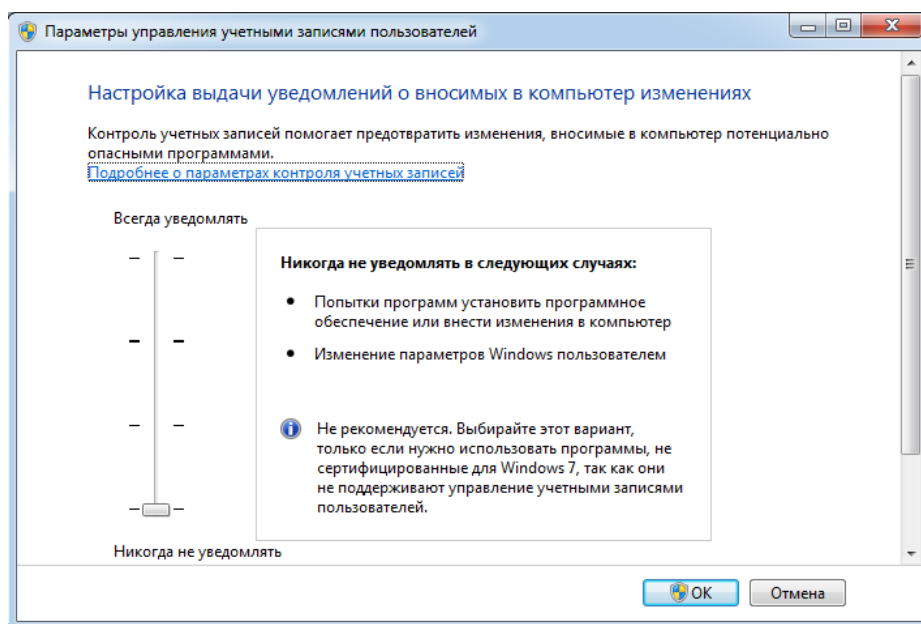 Параметры управления учетными записями пользователей
Настройка выдачи уведомлений о вносимых в компьютер изменениях
Контроль учетных записей помогает предотвратить изменения, вносимые в компьютер потенциально
опасными программами.
Подробнее о параметрах контроля учетных записей
Всегда уведомлять
Никогда не уведомлять в следующих случаях:
Попытки программ установить программное
обеспечение или внести изменения в компьютер
Изменение параметров Windows пользователем
Не рекомендуется. Выбирайте этот вариант,
только если нужно использовать программы, не
сертифицированные для Windows 7, так как они
не поддерживают управление учетными записями
пользователей.
Никогда не уведомлять
OK
Отмена